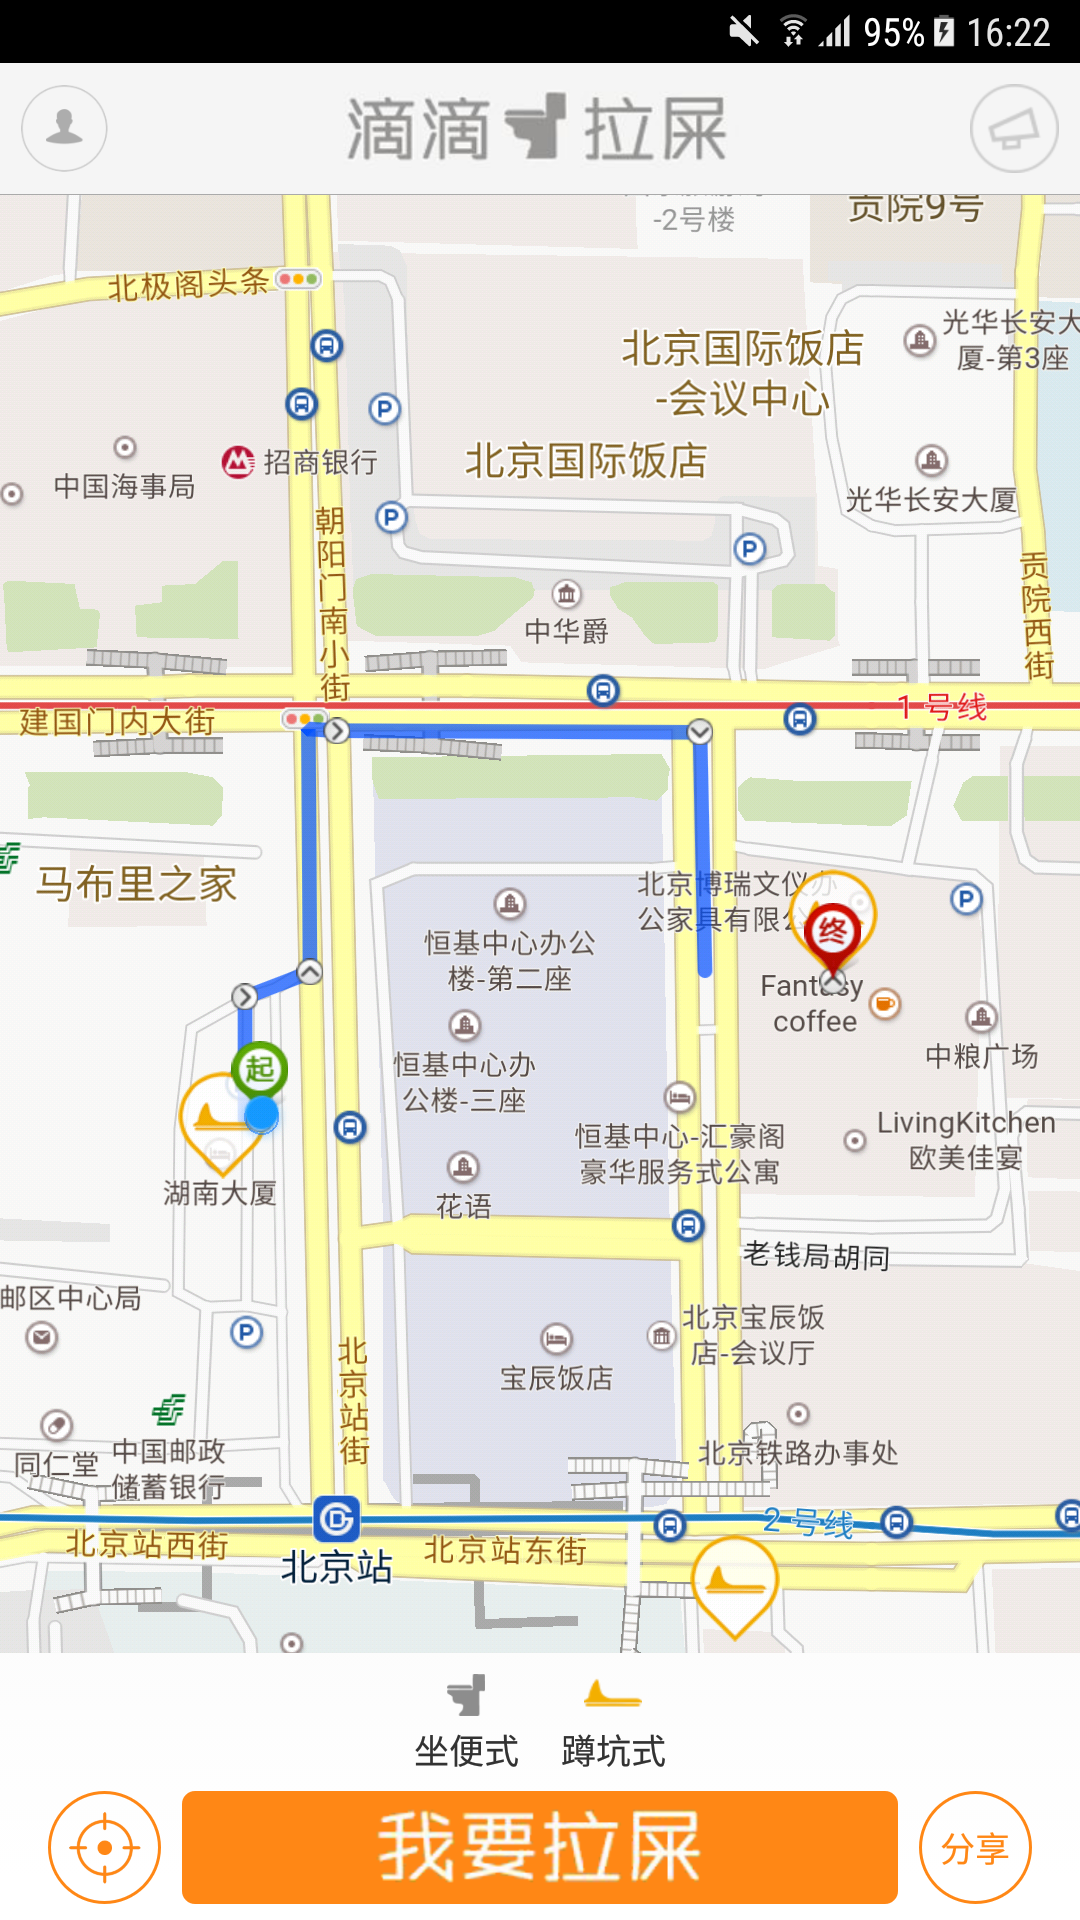 95% 16:22
滴滴拉屎
-2号楼
贡院9号
北极阁头条
光华长安大
厦-第3座
北京国际饭店
-会议中心
P
招商银行
北京国际饭店
中国海事局
光华长安大厦
P
P
朝阳门南小街
贡院西街
中华爵
1号线
建国门内大街
马布里之家
北京博瑞文仪办
公家具有限公
P
恒基中心办公
楼-第二座
终
Fantasy
coffee
恒基中心办
公楼-三座
中粮广场
起
恒基中心-汇豪阁
豪华服务式公寓
LivingKitchen
欧美佳宴
湖南大厦
花语
老钱局胡同
邮区中心局
P
北京宝辰饭
店-会议厅
北京站街
宝辰饭店
同仁堂
中国邮政
储蓄银行
北京铁路办事处
2号线
北京站西街
北京站
北京站东街
坐便式
蹲坑式
我要拉屎
分享